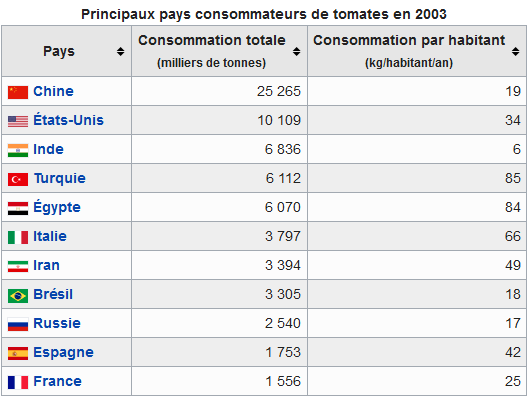 Principaux pays consommateurs de tomates en 2003
Pays Consommation totale (milliers de tonnes) Consommation par habitant (kg/habitant/an)
Chine 25 265 19
États-Unis 10 109 34
Inde 6 836 6
Turquie 6 112 85
Égypte 6 070 84
Italie 3 797 66
Iran 3 394 49
Brésil 3 305 18
Russie 2 540 17
Espagne 1 753 42
France 1 556 25